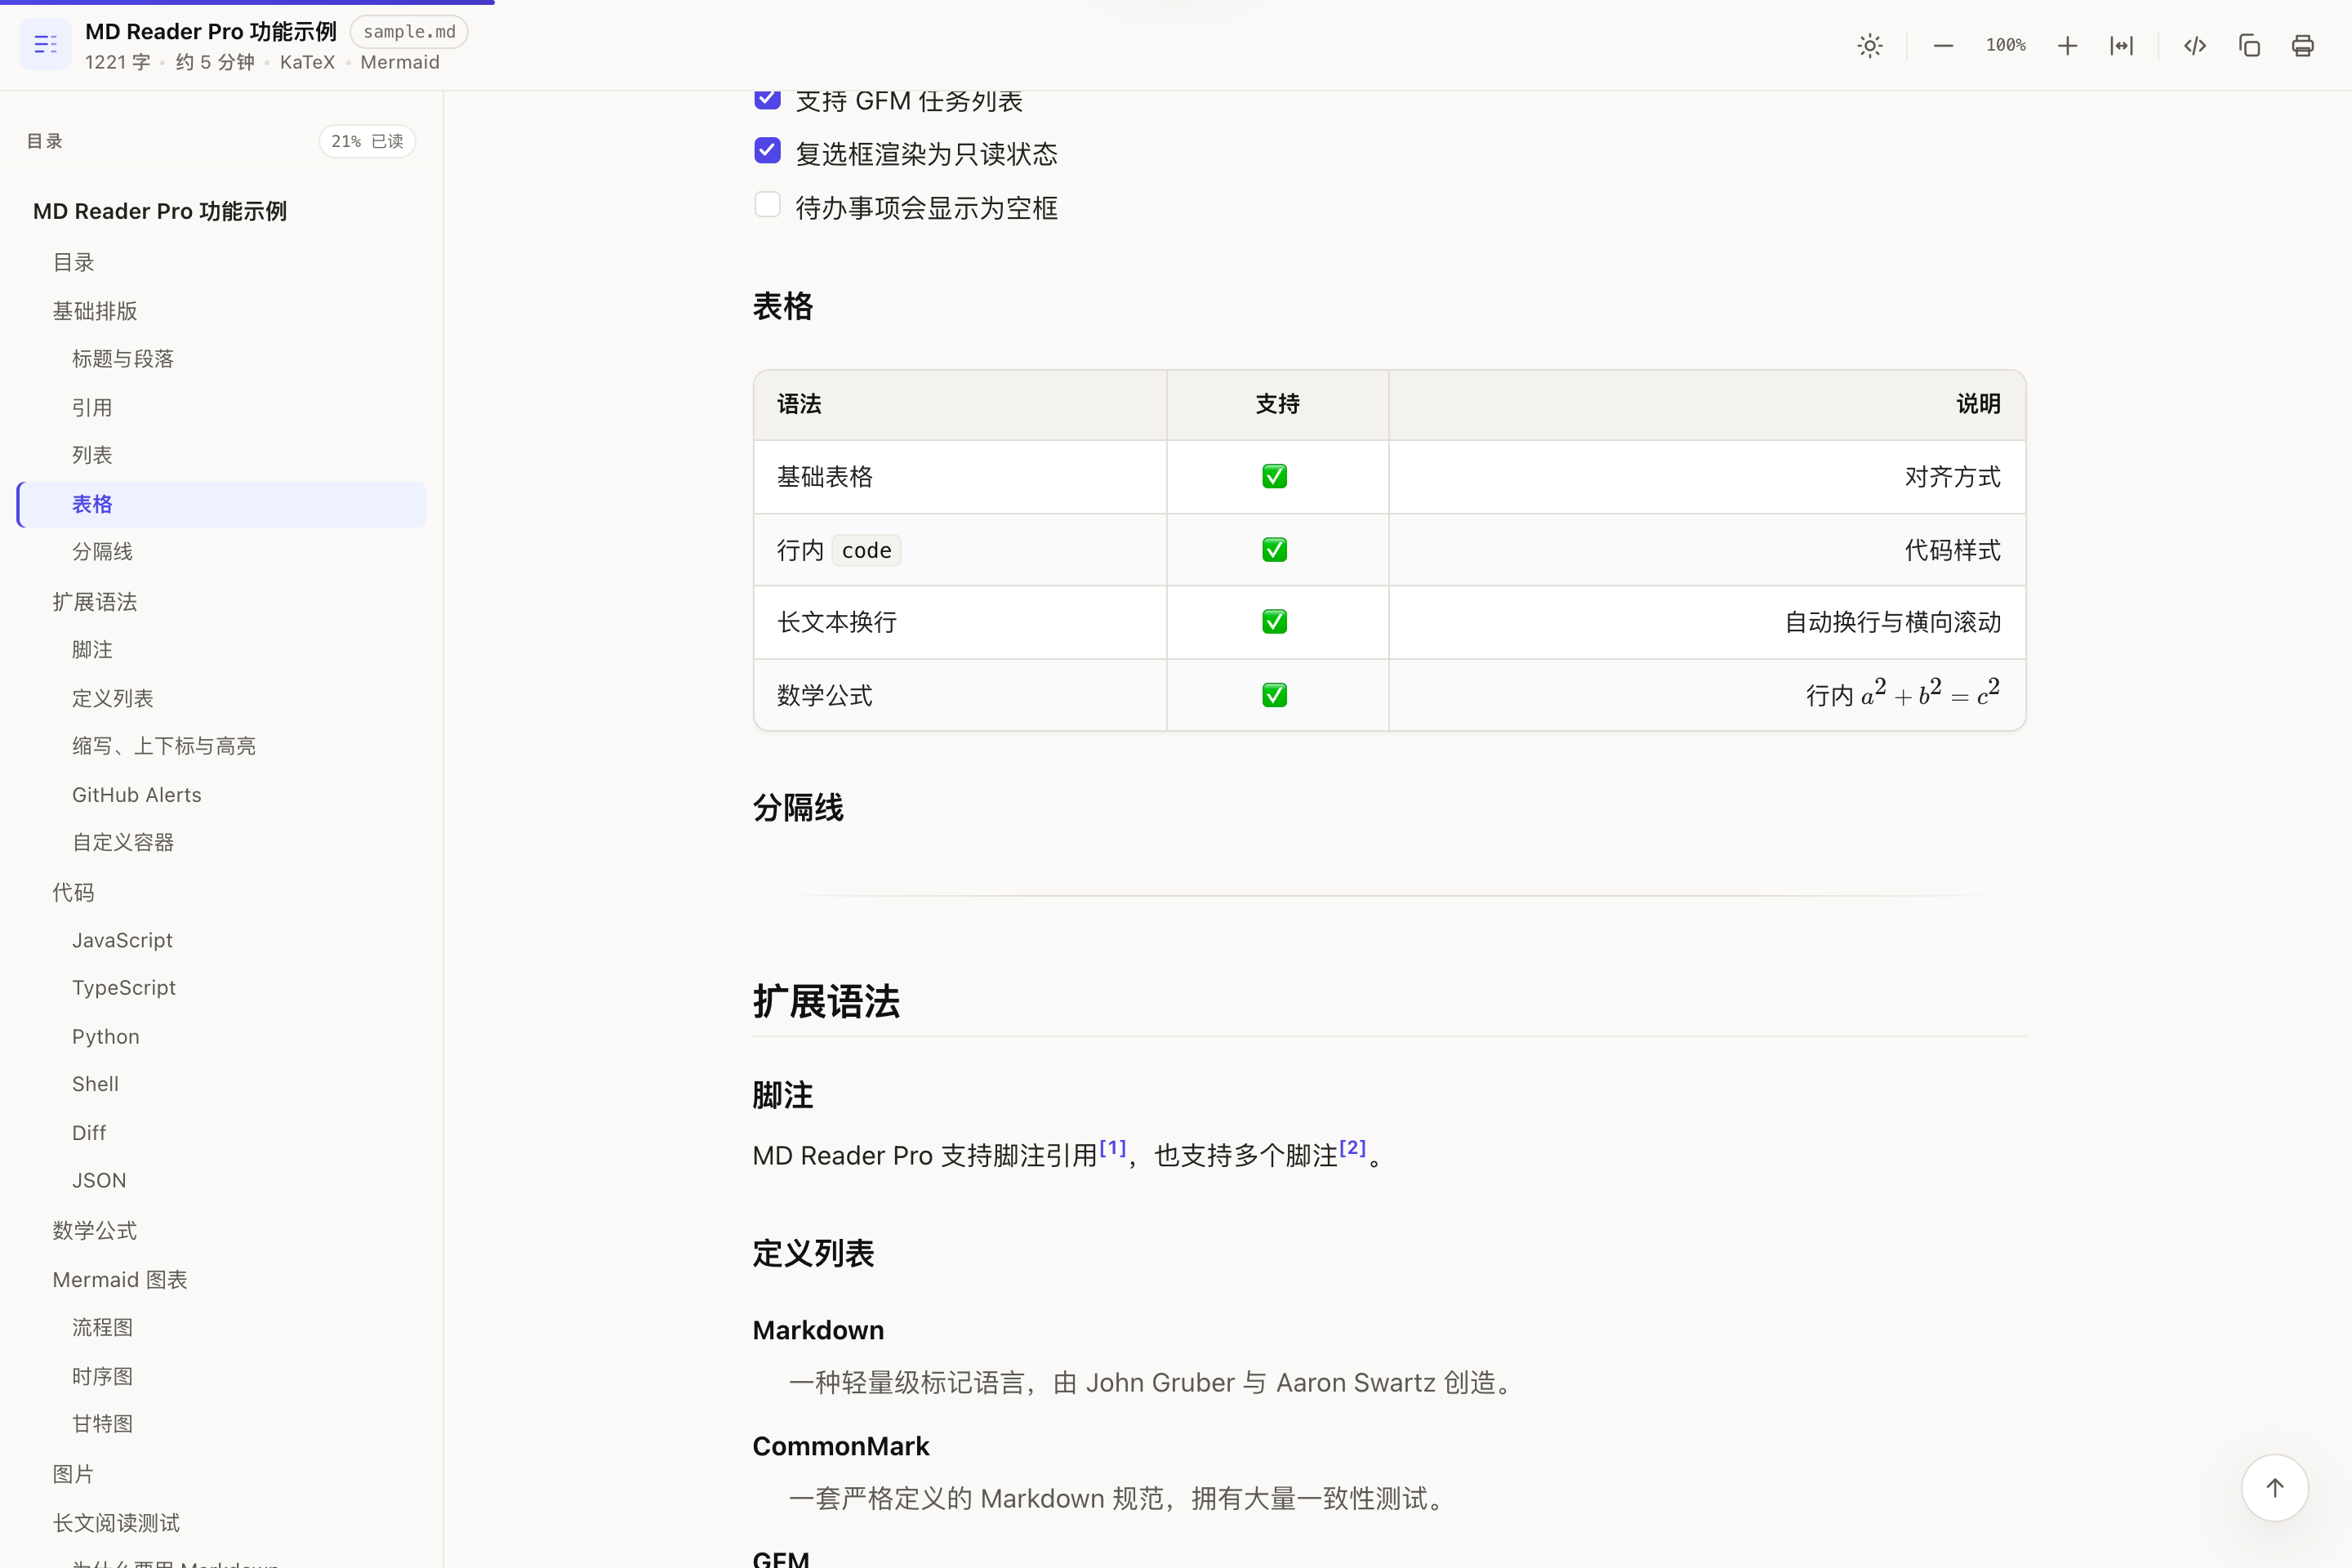 MD Reader Pro 功能示例 sample.md
1221 字 • 约 5 分钟 • KaTeX • Mermaid
100%
目录 21% 已读
MD Reader Pro 功能示例
目录
基础排版
标题与段落
引用
列表
表格
分隔线
扩展语法
脚注
定义列表
缩写、上下标与高亮
GitHub Alerts
自定义容器
代码
JavaScript
TypeScript
Python
Shell
Diff
JSON
数学公式
Mermaid 图表
流程图
时序图
甘特图
图片
长文阅读测试
为什么要用 Markdown
支持 GFM 任务列表
复选框渲染为只读状态
待办事项会显示为空框
表格
语法 支持 说明
基础表格 ✅ 对齐方式
行内 code ✅ 代码样式
长文本换行 ✅ 自动换行与横向滚动
数学公式 ✅ 行内 a² + b² = c²
分隔线
扩展语法
脚注
MD Reader Pro 支持脚注引用[1]，也支持多个脚注[2]。
定义列表
Markdown
一种轻量级标记语言，由 John Gruber 与 Aaron Swartz 创造。
CommonMark
一套严格定义的 Markdown 规范，拥有大量一致性测试。
GFM